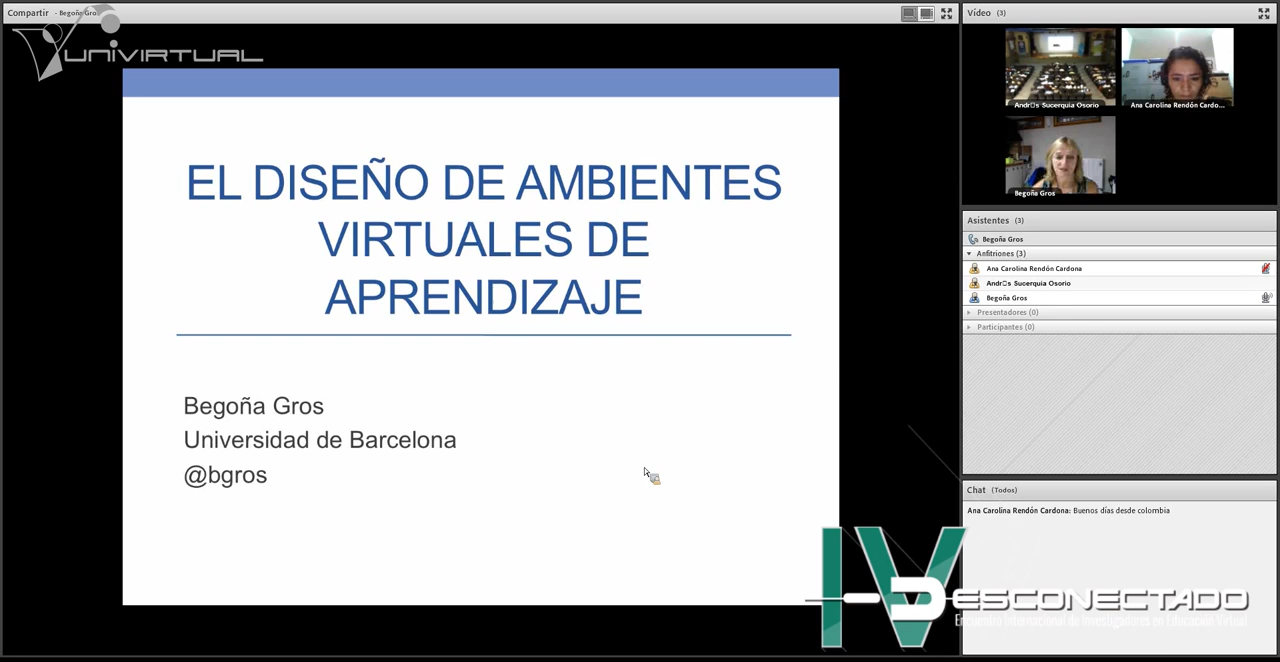 Compartir - Begoña Gros
UNIVIRTUAL
EL DISEÑO DE AMBIENTES
VIRTUALES DE
APRENDIZAJE
Begoña Gros
Universidad de Barcelona
@bgros
Vídeo (3)
Andr□s Sucerquia Osorio
Ana Carolina Rendón Cardo...
Begoña Gros
Asistentes (3)
Begoña Gros
Anfitriones (3)
Ana Carolina Rendón Cardona
Andr□s Sucerquia Osorio
Begoña Gros
Presentadores (0)
Participantes (0)
Chat (Todos)
Ana Carolina Rendón Cardona: Buenos días desde colombia
IV
DESCONECTADO
Encuentro Internacional de Investigadores en Educación Virtual